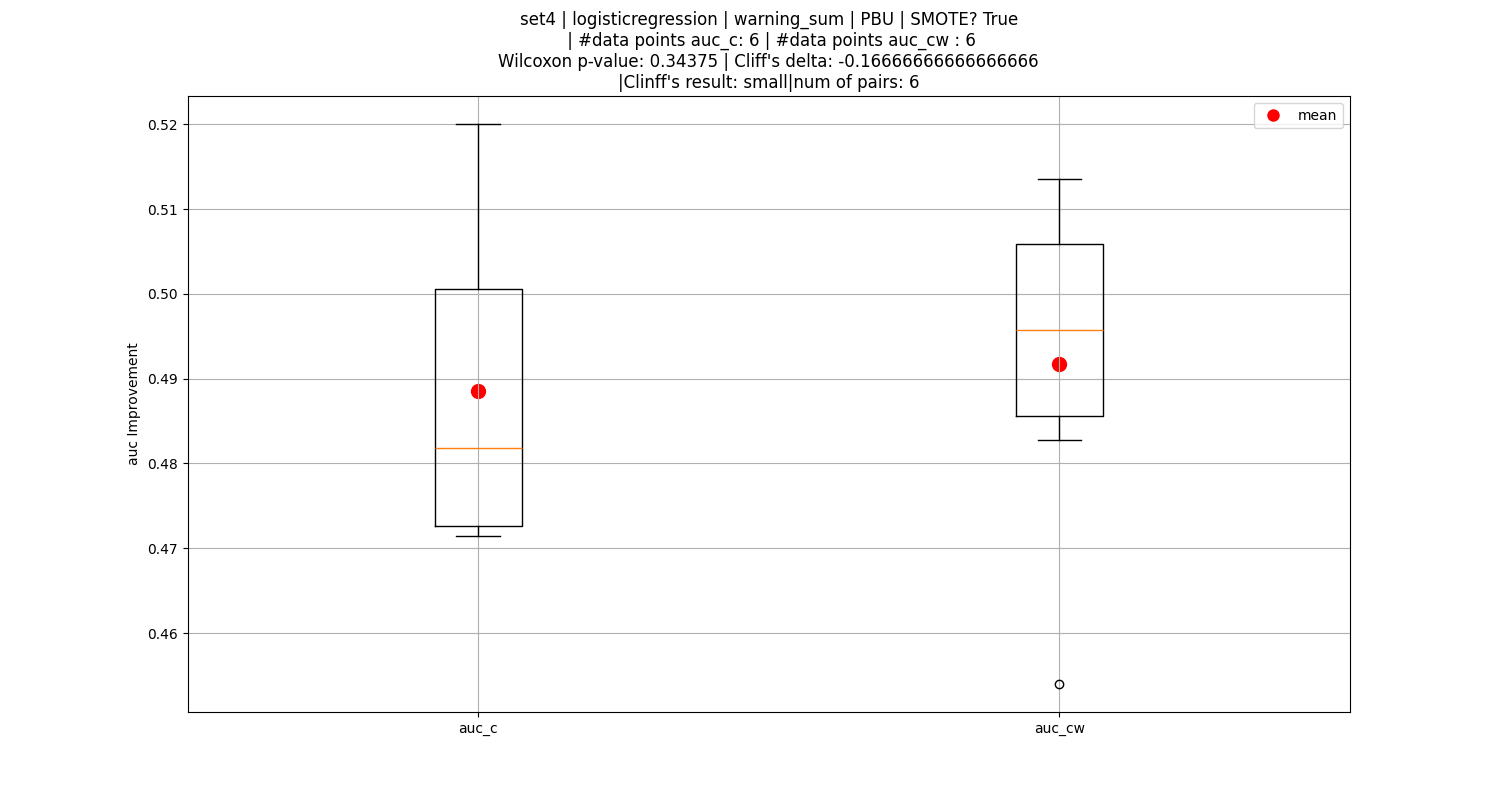 set4 | logisticregression | warning_sum | PBU | SMOTE? True
| #data points auc_c: 6 | #data points auc_cw : 6
Wilcoxon p-value: 0.34375 | Cliff's delta: -0.16666666666666666
|Clinff's result: small|num of pairs: 6
mean
0.52
0.51
0.50
0.49
0.48
0.47
0.46
auc Improvement
auc_c
auc_cw